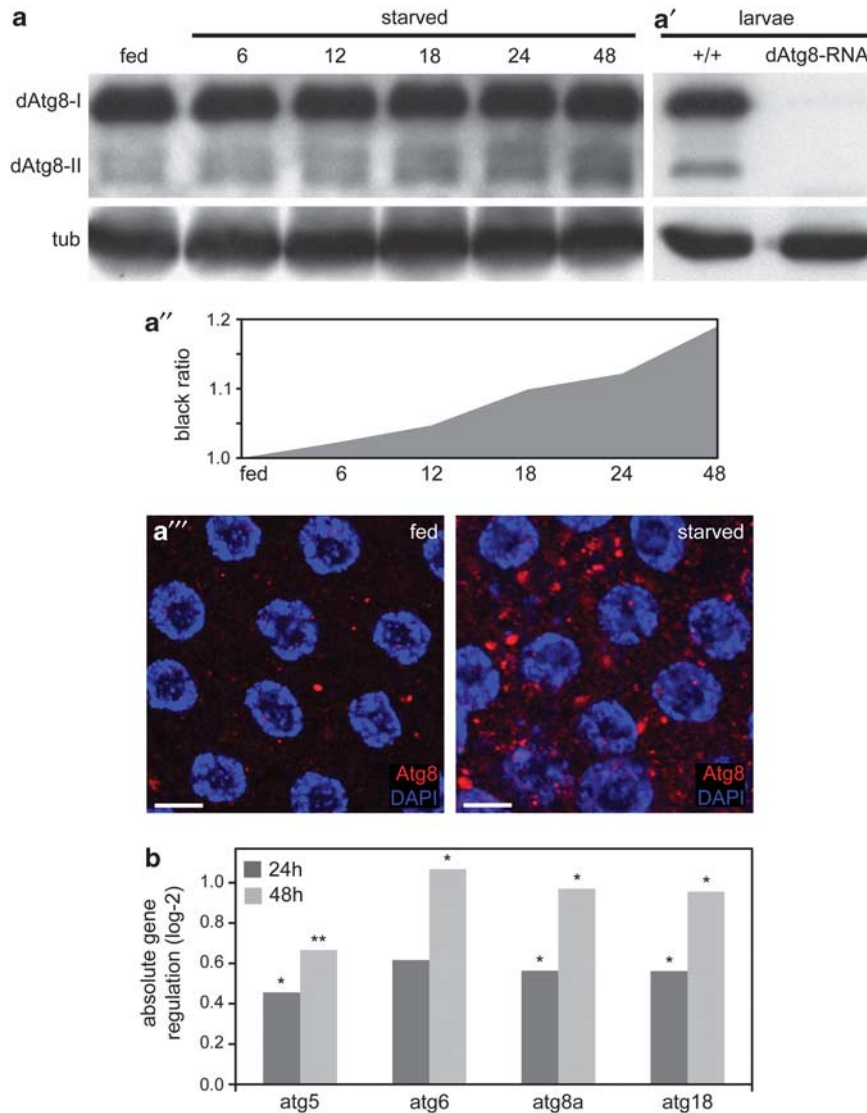 a
starved
a′
larvae
fed 6 12 18 24 48
+/+ dAtg8-RNA
dAtg8-I
dAtg8-II
tub
a′′
1.2
1.1
1.0
black ratio
fed 6 12 18 24 48
a′′′
fed
starved
Atg8
DAPI
Atg8
DAPI
b
24h
48h
absolute gene
regulation (log-2)
1.0
0.8
0.6
0.4
0.2
0.0
* ** * * * * *
atg5 atg6 atg8a atg18